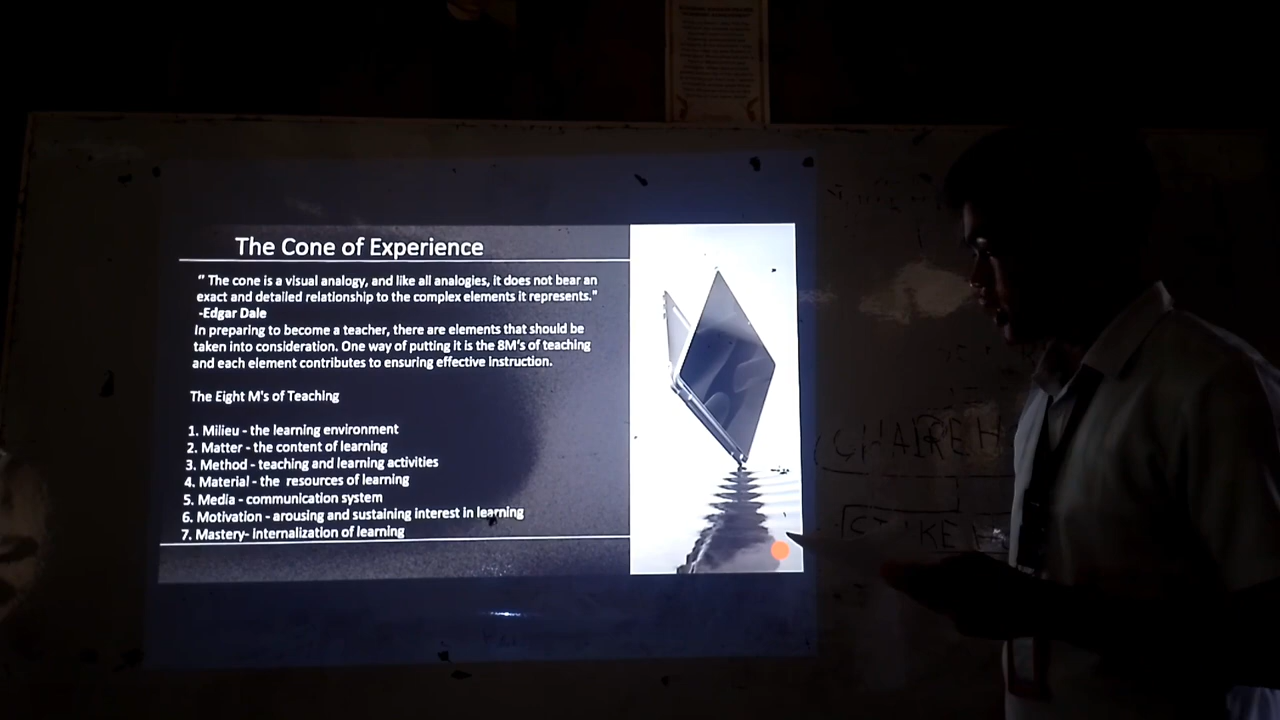 The Cone of Experience
" The cone is a visual analogy, and like all analogies, it does not bear an
exact and detailed relationship to the complex elements it represents."
-Edgar Dale
In preparing to become a teacher, there are elements that should be
taken into consideration. One way of putting it is the 8M's of teaching
and each element contributes to ensuring effective instruction.
The Eight M's of Teaching
1. Milieu - the learning environment
2. Matter - the content of learning
3. Method - teaching and learning activities
4. Material - the resources of learning
5. Media - communication system
6. Motivation - arousing and sustaining interest in learning
7. Mastery- internalization of learning